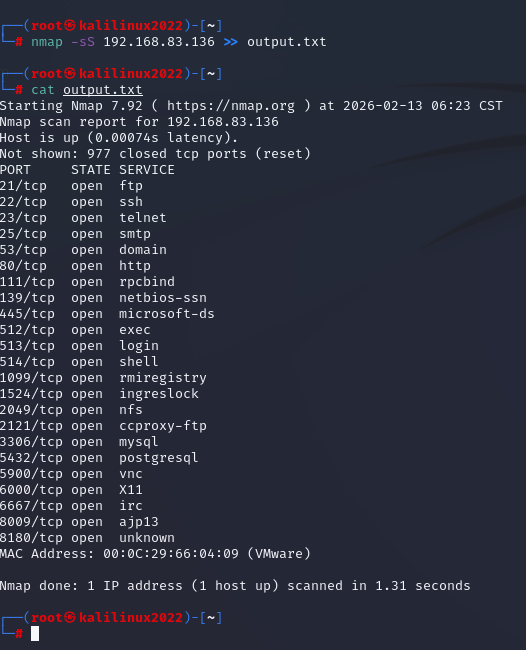 ┌──(root㉿kalilinux2022)-[~]
└─# nmap -sS 192.168.83.136 >> output.txt
┌──(root㉿kalilinux2022)-[~]
└─# cat output.txt
Starting Nmap 7.92 ( https://nmap.org ) at 2026-02-13 06:23 CST
Nmap scan report for 192.168.83.136
Host is up (0.00074s latency).
Not shown: 977 closed tcp ports (reset)
PORT     STATE SERVICE
21/tcp   open  ftp
22/tcp   open  ssh
23/tcp   open  telnet
25/tcp   open  smtp
53/tcp   open  domain
80/tcp   open  http
111/tcp  open  rpcbind
139/tcp  open  netbios-ssn
445/tcp  open  microsoft-ds
512/tcp  open  exec
513/tcp  open  login
514/tcp  open  shell
1099/tcp open  rmiregistry
1524/tcp open  ingreslock
2049/tcp open  nfs
2121/tcp open  ccproxy-ftp
3306/tcp open  mysql
5432/tcp open  postgresql
5900/tcp open  vnc
6000/tcp open  X11
6667/tcp open  irc
8009/tcp open  ajp13
8180/tcp open  unknown
MAC Address: 00:0C:29:66:04:09 (VMware)
Nmap done: 1 IP address (1 host up) scanned in 1.31 seconds
┌──(root㉿kalilinux2022)-[~]
└─#